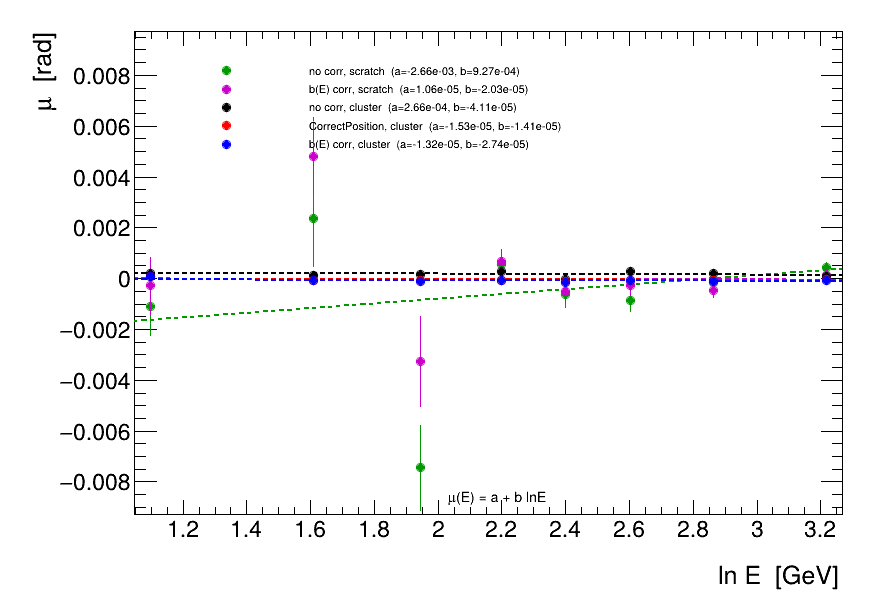 μ [rad]
0.008
0.006
0.004
0.002
0
−0.002
−0.004
−0.006
−0.008
no corr, scratch (a=-2.66e-03, b=9.27e-04)
b(E) corr, scratch (a=1.06e-05, b=-2.03e-05)
no corr, cluster (a=2.66e-04, b=-4.11e-05)
CorrectPosition, cluster (a=-1.53e-05, b=-1.41e-05)
b(E) corr, cluster (a=-1.32e-05, b=-2.74e-05)
μ(E) = a + b lnE
1.2 1.4 1.6 1.8 2 2.2 2.4 2.6 2.8 3 3.2
ln E [GeV]